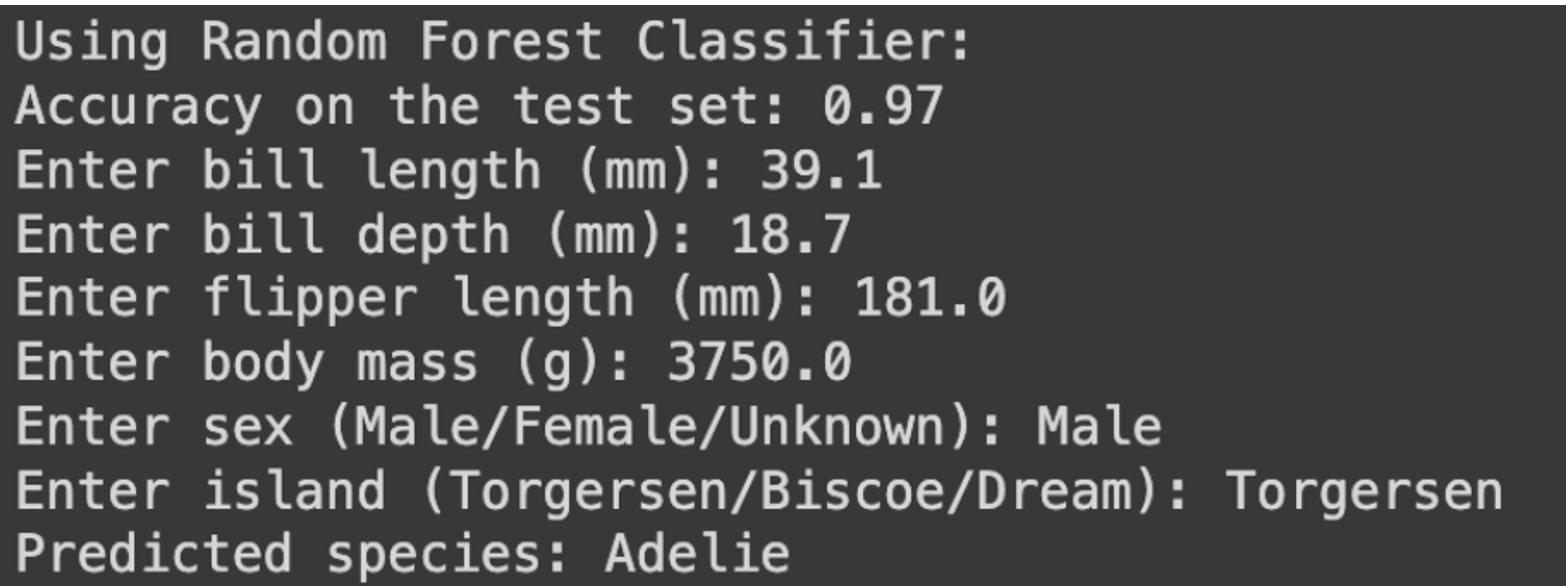 Using Random Forest Classifier:
Accuracy on the test set: 0.97
Enter bill length (mm): 39.1
Enter bill depth (mm): 18.7
Enter flipper length (mm): 181.0
Enter body mass (g): 3750.0
Enter sex (Male/Female/Unknown): Male
Enter island (Torgersen/Biscoe/Dream): Torgersen
Predicted species: Adelie